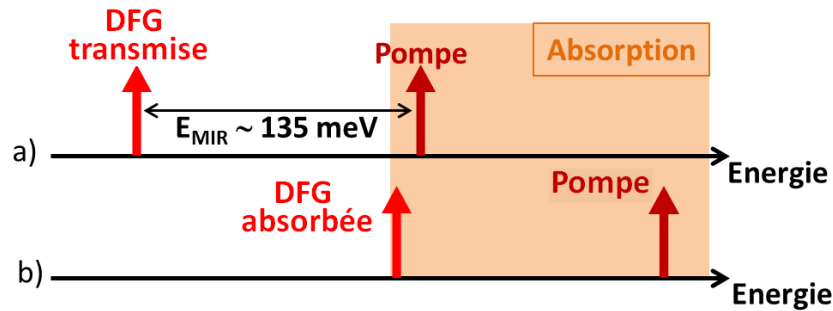 DFG
transmise
Pompe
Absorption
E_MIR ~ 135 meV
a)
Energie
DFG
absorbée
Pompe
b)
Energie